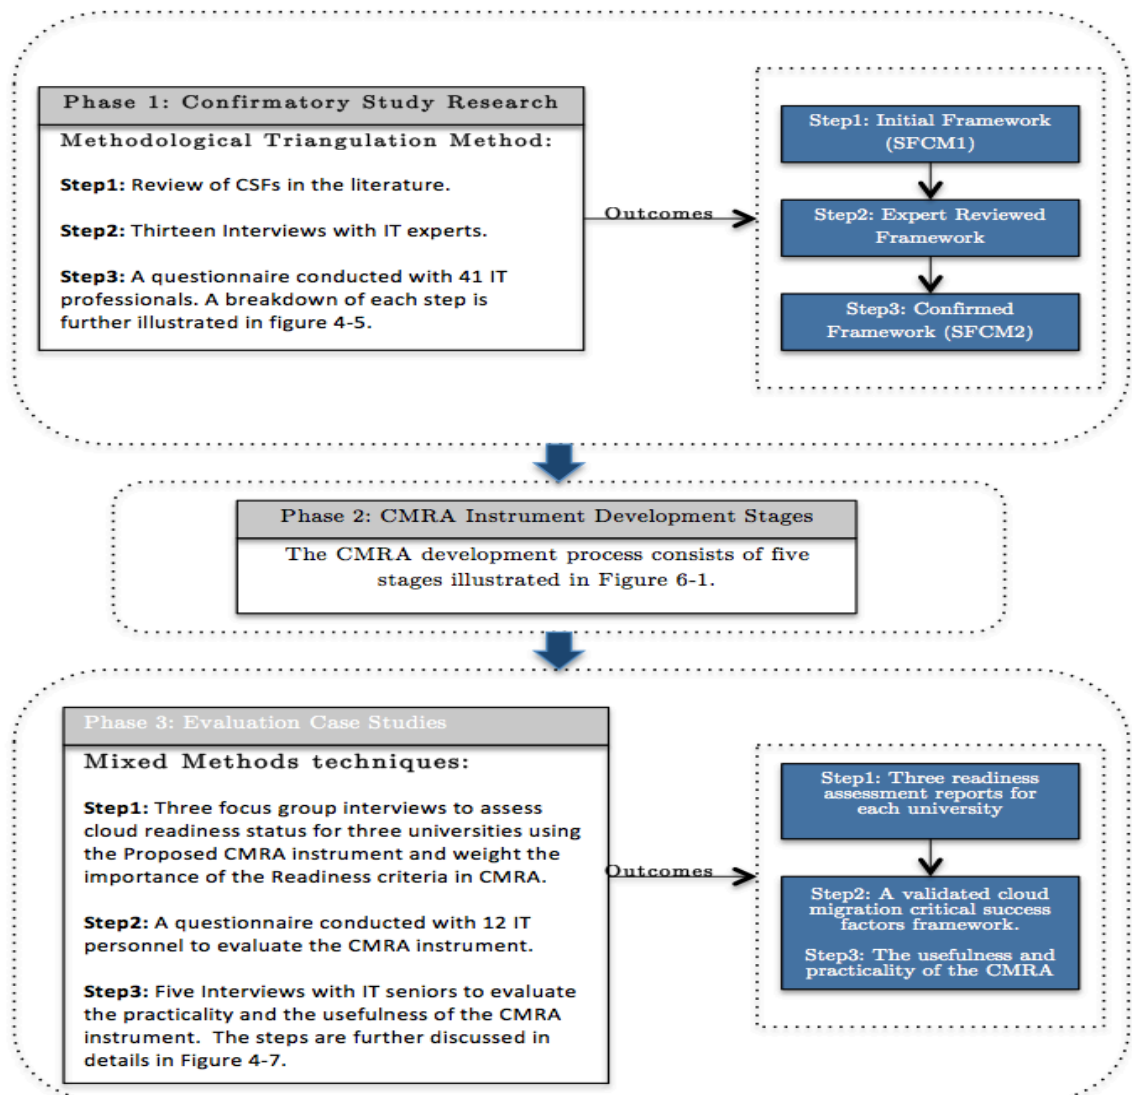 Phase 1: Confirmatory Study Research
Methodological Triangulation Method:
Step1: Review of CSFs in the literature.
Step2: Thirteen Interviews with IT experts.
Step3: A questionnaire conducted with 41 IT
professionals. A breakdown of each step is
further illustrated in figure 4-5.
Outcomes
Step1: Initial Framework
(SFCM1)
Step2: Expert Reviewed
Framework
Step3: Confirmed
Framework (SFCM2)
Phase 2: CMRA Instrument Development Stages
The CMRA development process consists of five
stages illustrated in Figure 6-1.
Phase 3: Evaluation Case Studies
Mixed Methods techniques:
Step1: Three focus group interviews to assess
cloud readiness status for three universities using
the Proposed CMRA instrument and weight the
importance of the Readiness criteria in CMRA.
Step2: A questionnaire conducted with 12 IT
personnel to evaluate the CMRA instrument.
Step3: Five Interviews with IT seniors to evaluate
the practicality and the usefulness of the CMRA
instrument.  The steps are further discussed in
details in Figure 4-7.
Outcomes
Step1: Three readiness
assessment reports for
each university
Step2: A validated cloud
migration critical success
factors framework.
Step3: The usefulness and
practicality of the CMRA